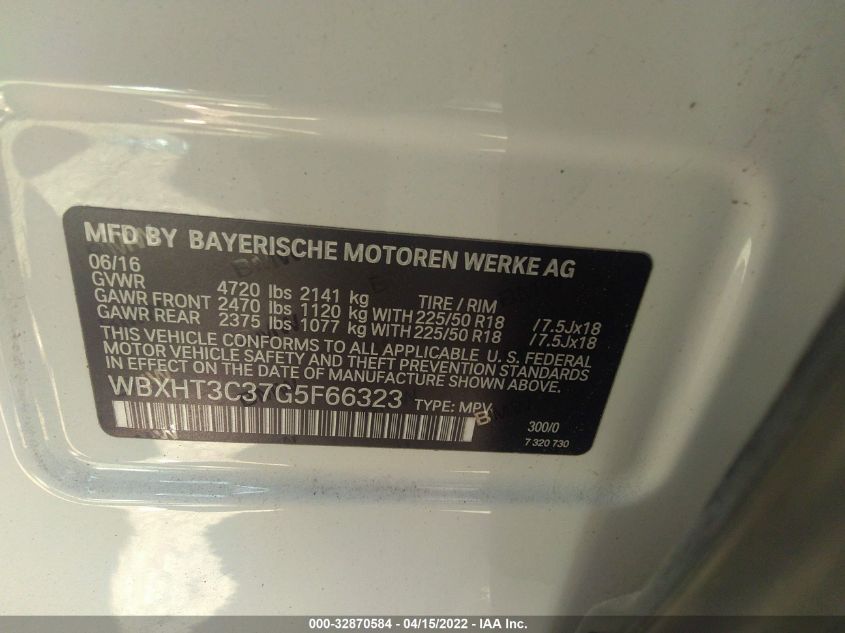 MFD BY BAYERISCHE MOTOREN WERKE AG
06/16
GVWR 4720 lbs 2141 kg TIRE / RIM
GAWR FRONT 2470 lbs 1120 kg WITH 225/50 R18 /7.5Jx18
GAWR REAR 2375 lbs 1077 kg WITH 225/50 R18 /7.5Jx18
THIS VEHICLE CONFORMS TO ALL APPLICABLE U. S. FEDERAL
MOTOR VEHICLE SAFETY AND THEFT PREVENTION STANDARDS
IN EFFECT ON THE DATE OF MANUFACTURE SHOWN ABOVE.
WBXHT3C37G5F66323 TYPE: MPV
300/0
7 320 730
000-32870584 - 04/15/2022 - IAA Inc.